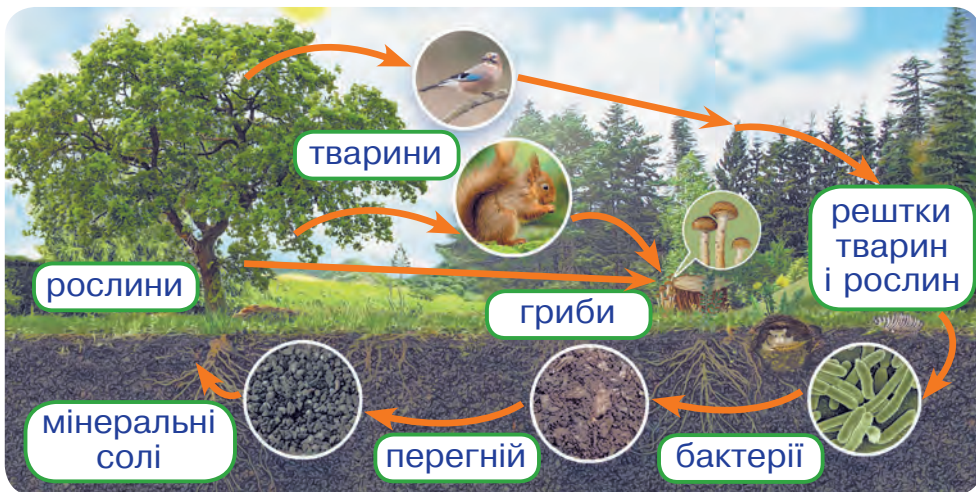 тварини
рослини
гриби
рештки
тварин
і рослин
мінеральні
солі
перегній
бактерії